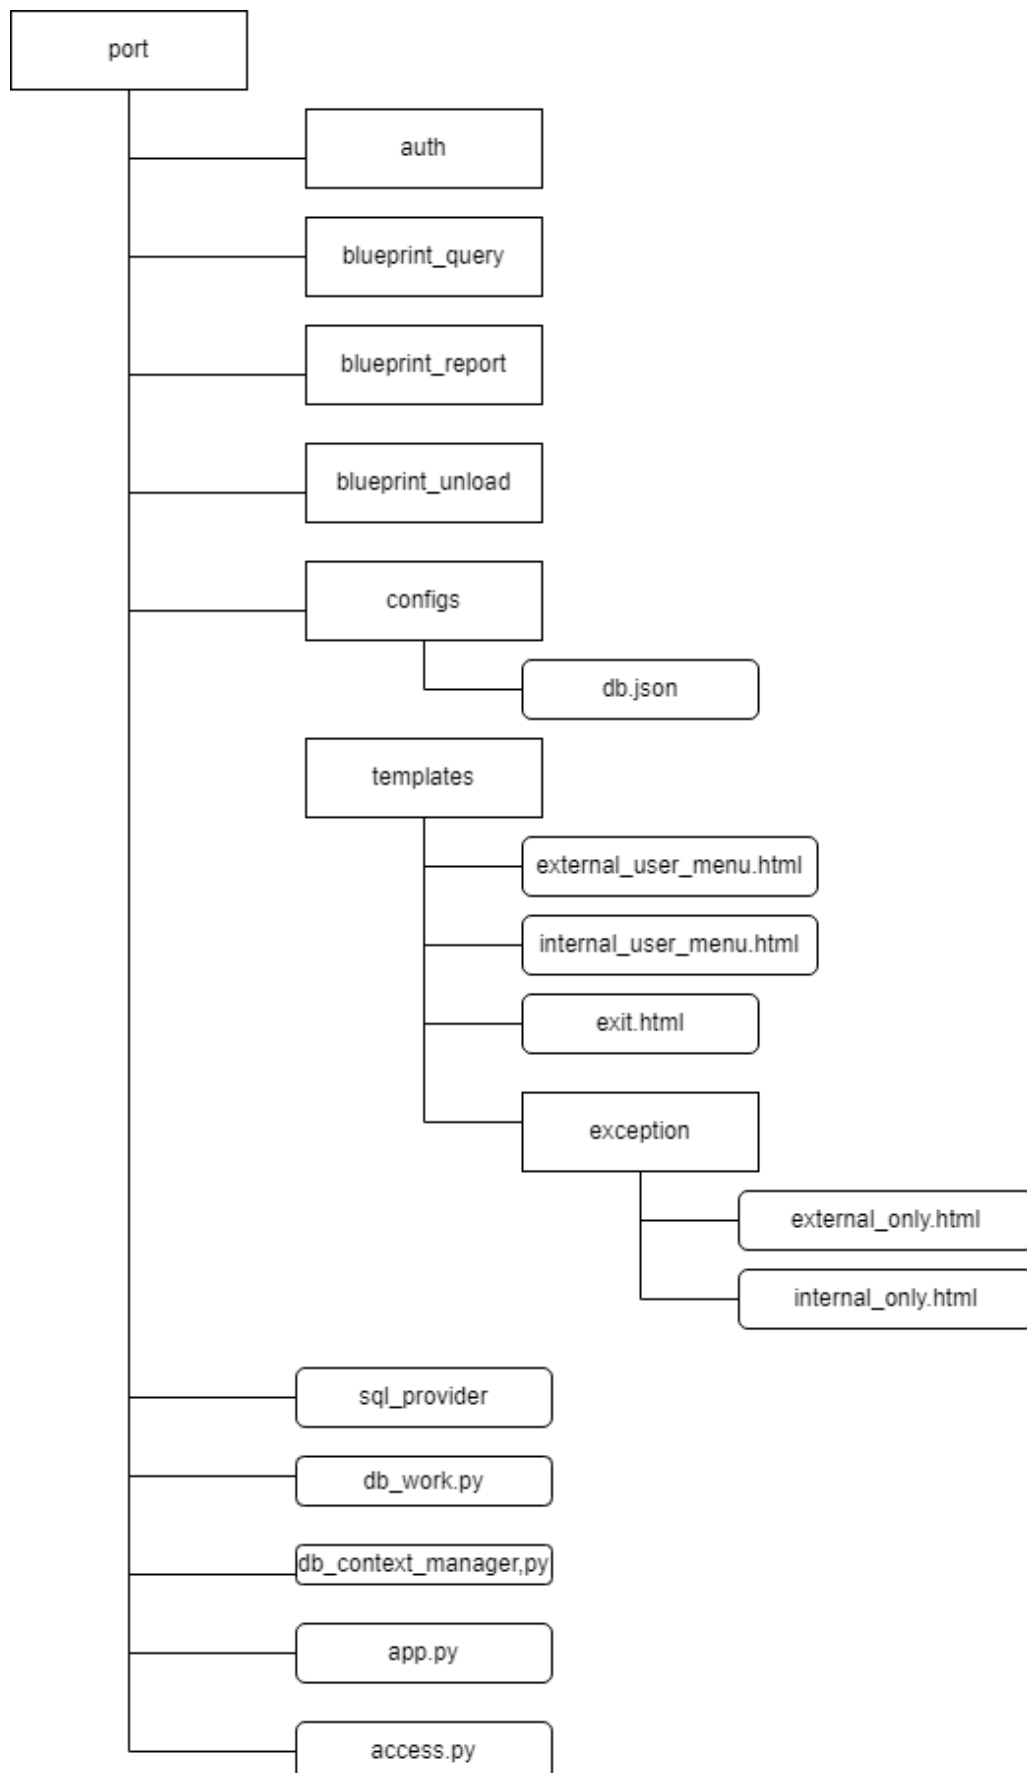 port
auth
blueprint_query
blueprint_report
blueprint_unload
configs
db.json
templates
external_user_menu.html
internal_user_menu.html
exit.html
exception
external_only.html
internal_only.html
sql_provider
db_work.py
db_context_manager,py
app.py
access.py